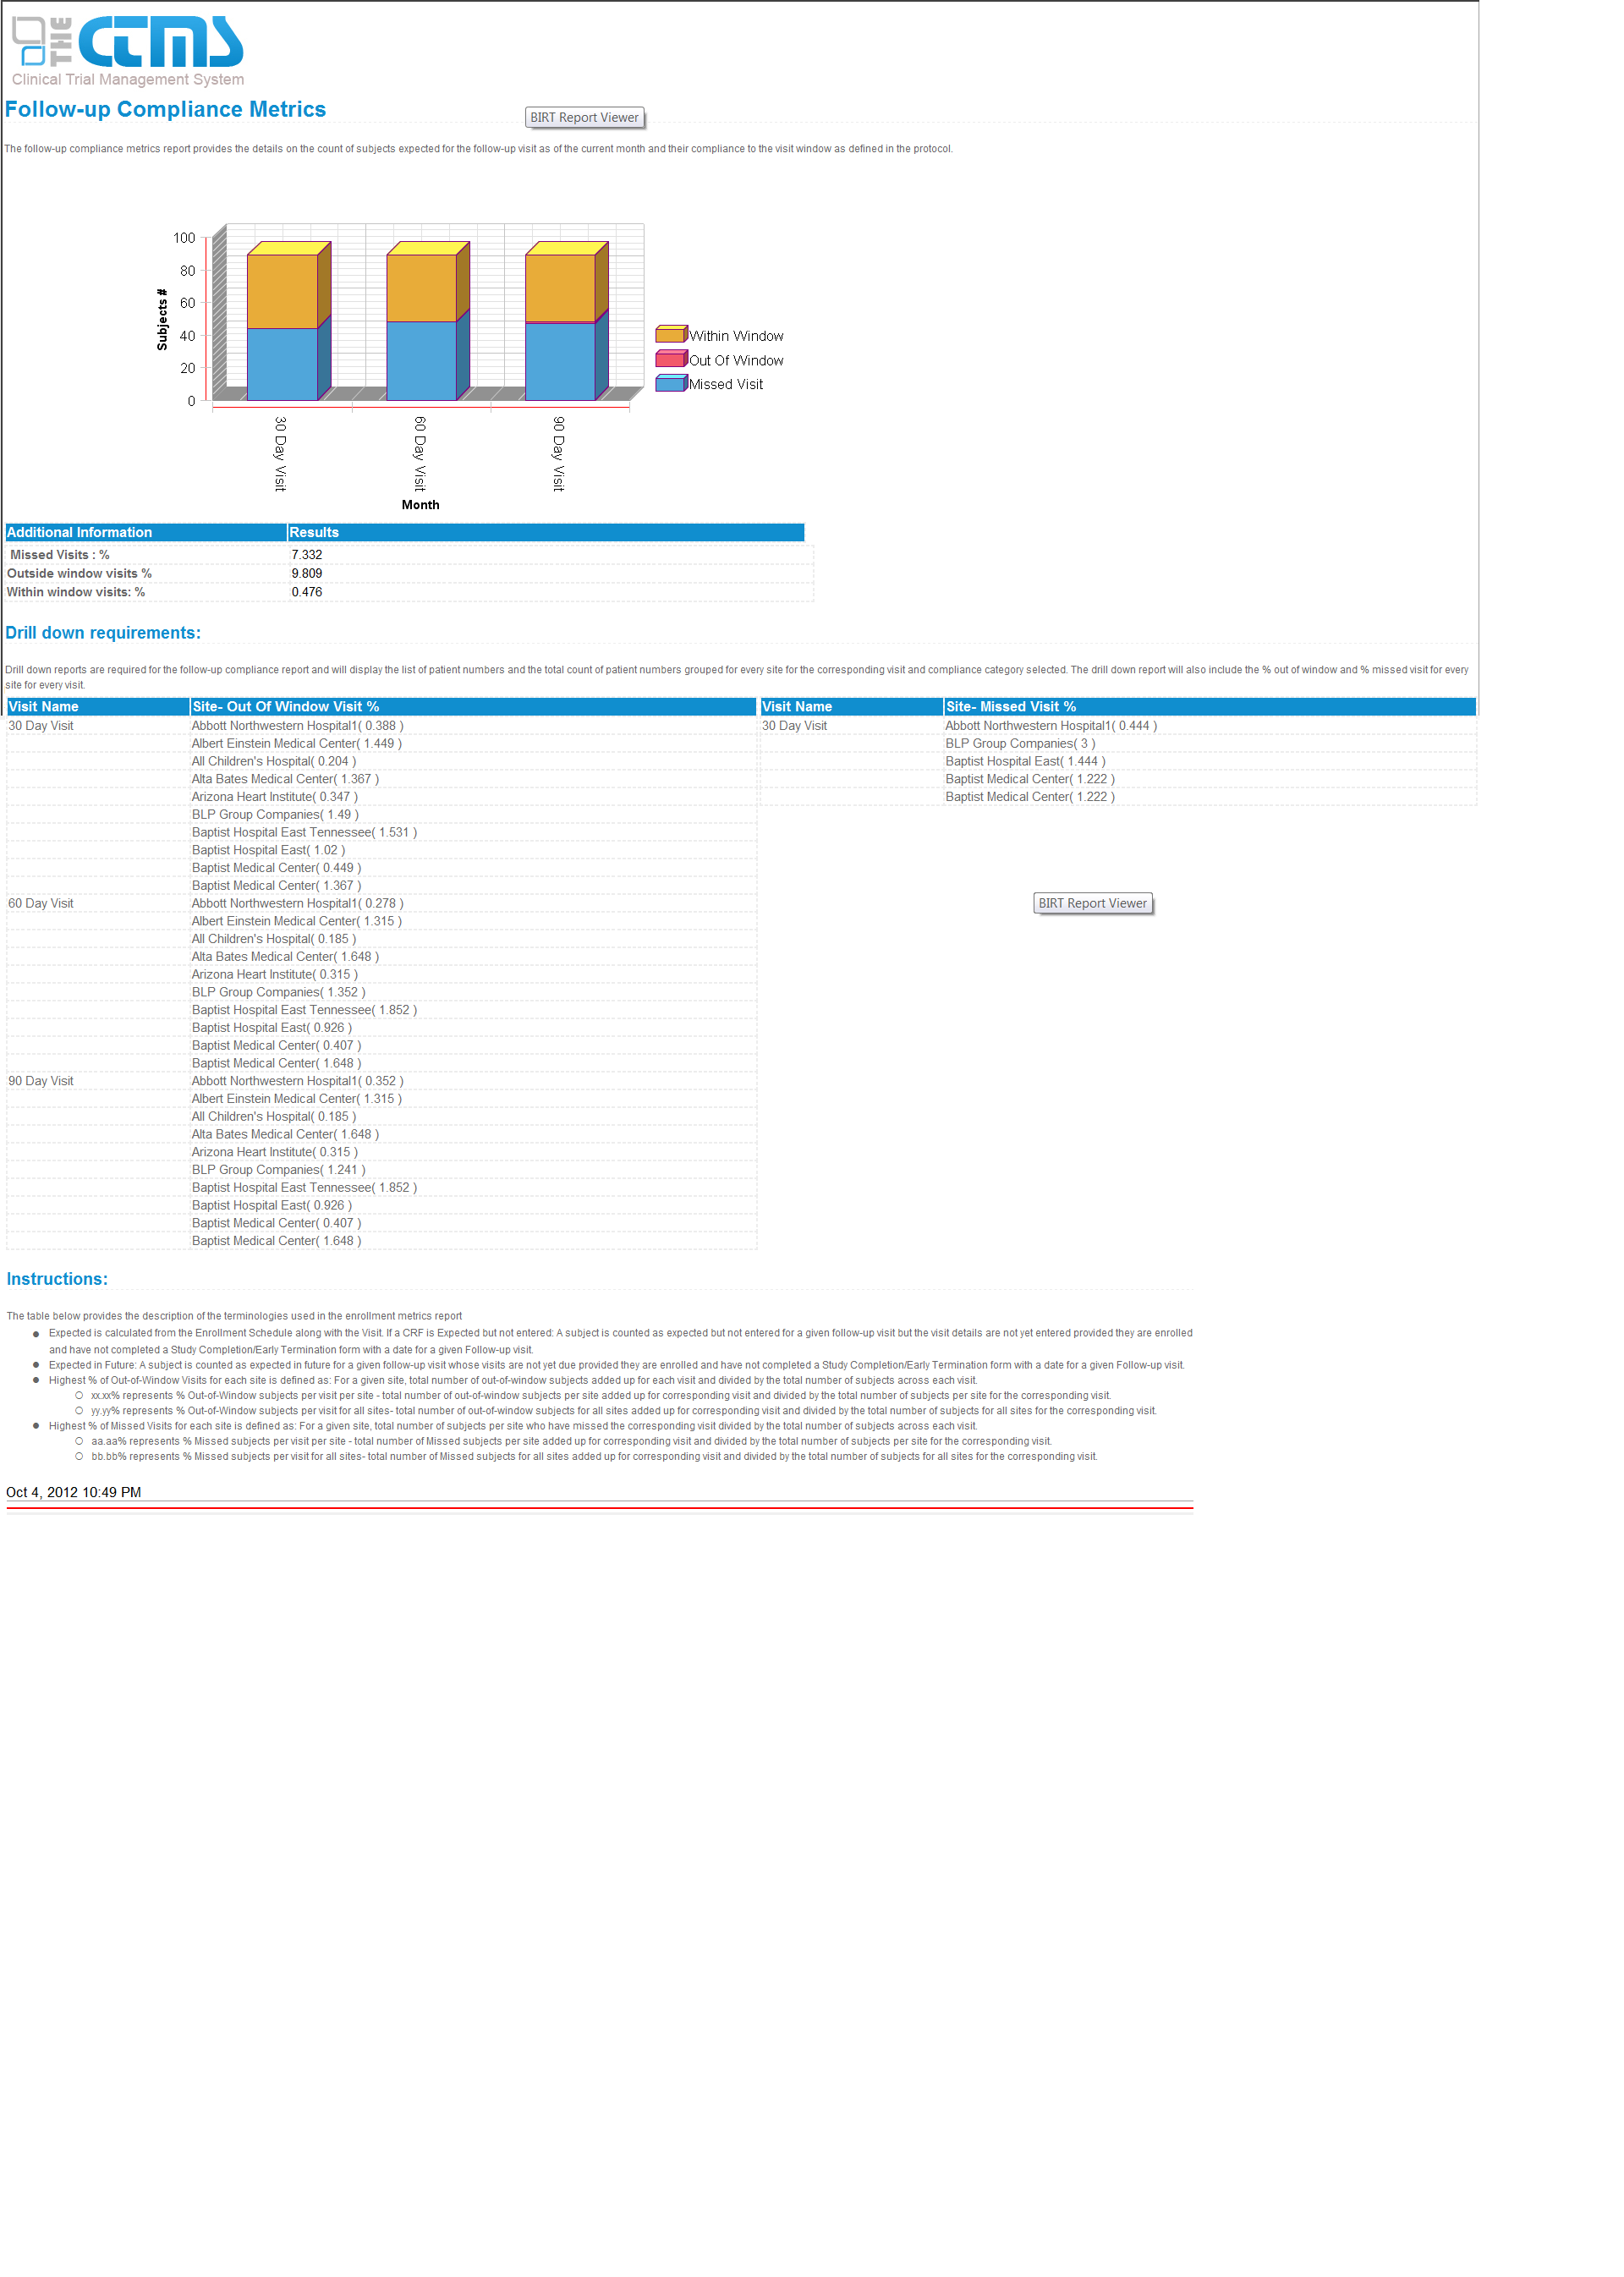 THE CTMS
Clinical Trial Management System
Follow-up Compliance Metrics
BIRT Report Viewer
The follow-up compliance metrics report provides the details on the count of subjects expected for the follow-up visit as of the current month and their compliance to the visit window as defined in the protocol.
100
80
60
40
20
0
Subjects #
Within Window
Out Of Window
Missed Visit
30 Day Visit
60 Day Visit
90 Day Visit
Month
Additional Information Results
Missed Visits : % 7.332
Outside window visits % 9.809
Within window visits: % 0.476
Drill down requirements:
Drill down reports are required for the follow-up compliance report and will display the list of patient numbers and the total count of patient numbers grouped for every site for the corresponding visit and compliance category selected. The drill down report will also include the % out of window and % missed visit for every
site for every visit.
Visit Name Site- Out Of Window Visit %
30 Day Visit Abbott Northwestern Hospital1( 0.388 )
Albert Einstein Medical Center( 1.449 )
All Children's Hospital( 0.204 )
Alta Bates Medical Center( 1.367 )
Arizona Heart Institute( 0.347 )
BLP Group Companies( 1.49 )
Baptist Hospital East Tennessee( 1.531 )
Baptist Hospital East( 1.02 )
Baptist Medical Center( 0.449 )
Baptist Medical Center( 1.367 )
60 Day Visit Abbott Northwestern Hospital1( 0.278 )
Albert Einstein Medical Center( 1.315 )
All Children's Hospital( 0.185 )
Alta Bates Medical Center( 1.648 )
Arizona Heart Institute( 0.315 )
BLP Group Companies( 1.352 )
Baptist Hospital East Tennessee( 1.852 )
Baptist Hospital East( 0.926 )
Baptist Medical Center( 0.407 )
Baptist Medical Center( 1.648 )
90 Day Visit Abbott Northwestern Hospital1( 0.352 )
Albert Einstein Medical Center( 1.315 )
All Children's Hospital( 0.185 )
Alta Bates Medical Center( 1.648 )
Arizona Heart Institute( 0.315 )
BLP Group Companies( 1.241 )
Baptist Hospital East Tennessee( 1.852 )
Baptist Hospital East( 0.926 )
Baptist Medical Center( 0.407 )
Baptist Medical Center( 1.648 )
Visit Name Site- Missed Visit %
30 Day Visit Abbott Northwestern Hospital1( 0.444 )
BLP Group Companies( 3 )
Baptist Hospital East( 1.444 )
Baptist Medical Center( 1.222 )
Baptist Medical Center( 1.222 )
BIRT Report Viewer
Instructions:
The table below provides the description of the terminologies used in the enrollment metrics report
Expected is calculated from the Enrollment Schedule along with the Visit. If a CRF is Expected but not entered: A subject is counted as expected but not entered for a given follow-up visit but the visit details are not yet entered provided they are enrolled
and have not completed a Study Completion/Early Termination form with a date for a given Follow-up visit.
Expected in Future: A subject is counted as expected in future for a given follow-up visit whose visits are not yet due provided they are enrolled and have not completed a Study Completion/Early Termination form with a date for a given Follow-up visit.
Highest % of Out-of-Window Visits for each site is defined as: For a given site, total number of out-of-window subjects added up for each visit and divided by the total number of subjects across each visit.
xx.xx% represents % Out-of-Window subjects per visit per site - total number of out-of-window subjects per site added up for corresponding visit and divided by the total number of subjects per site for the corresponding visit.
yy.yy% represents % Out-of-Window subjects per visit for all sites- total number of out-of-window subjects for all sites added up for corresponding visit and divided by the total number of subjects for all sites for the corresponding visit.
Highest % of Missed Visits for each site is defined as: For a given site, total number of subjects per site who have missed the corresponding visit divided by the total number of subjects across each visit.
aa.aa% represents % Missed subjects per visit per site - total number of Missed subjects per site added up for corresponding visit and divided by the total number of subjects per site for the corresponding visit.
bb.bb% represents % Missed subjects per visit for all sites- total number of Missed subjects for all sites added up for corresponding visit and divided by the total number of subjects for all sites for the corresponding visit.
Oct 4, 2012 10:49 PM